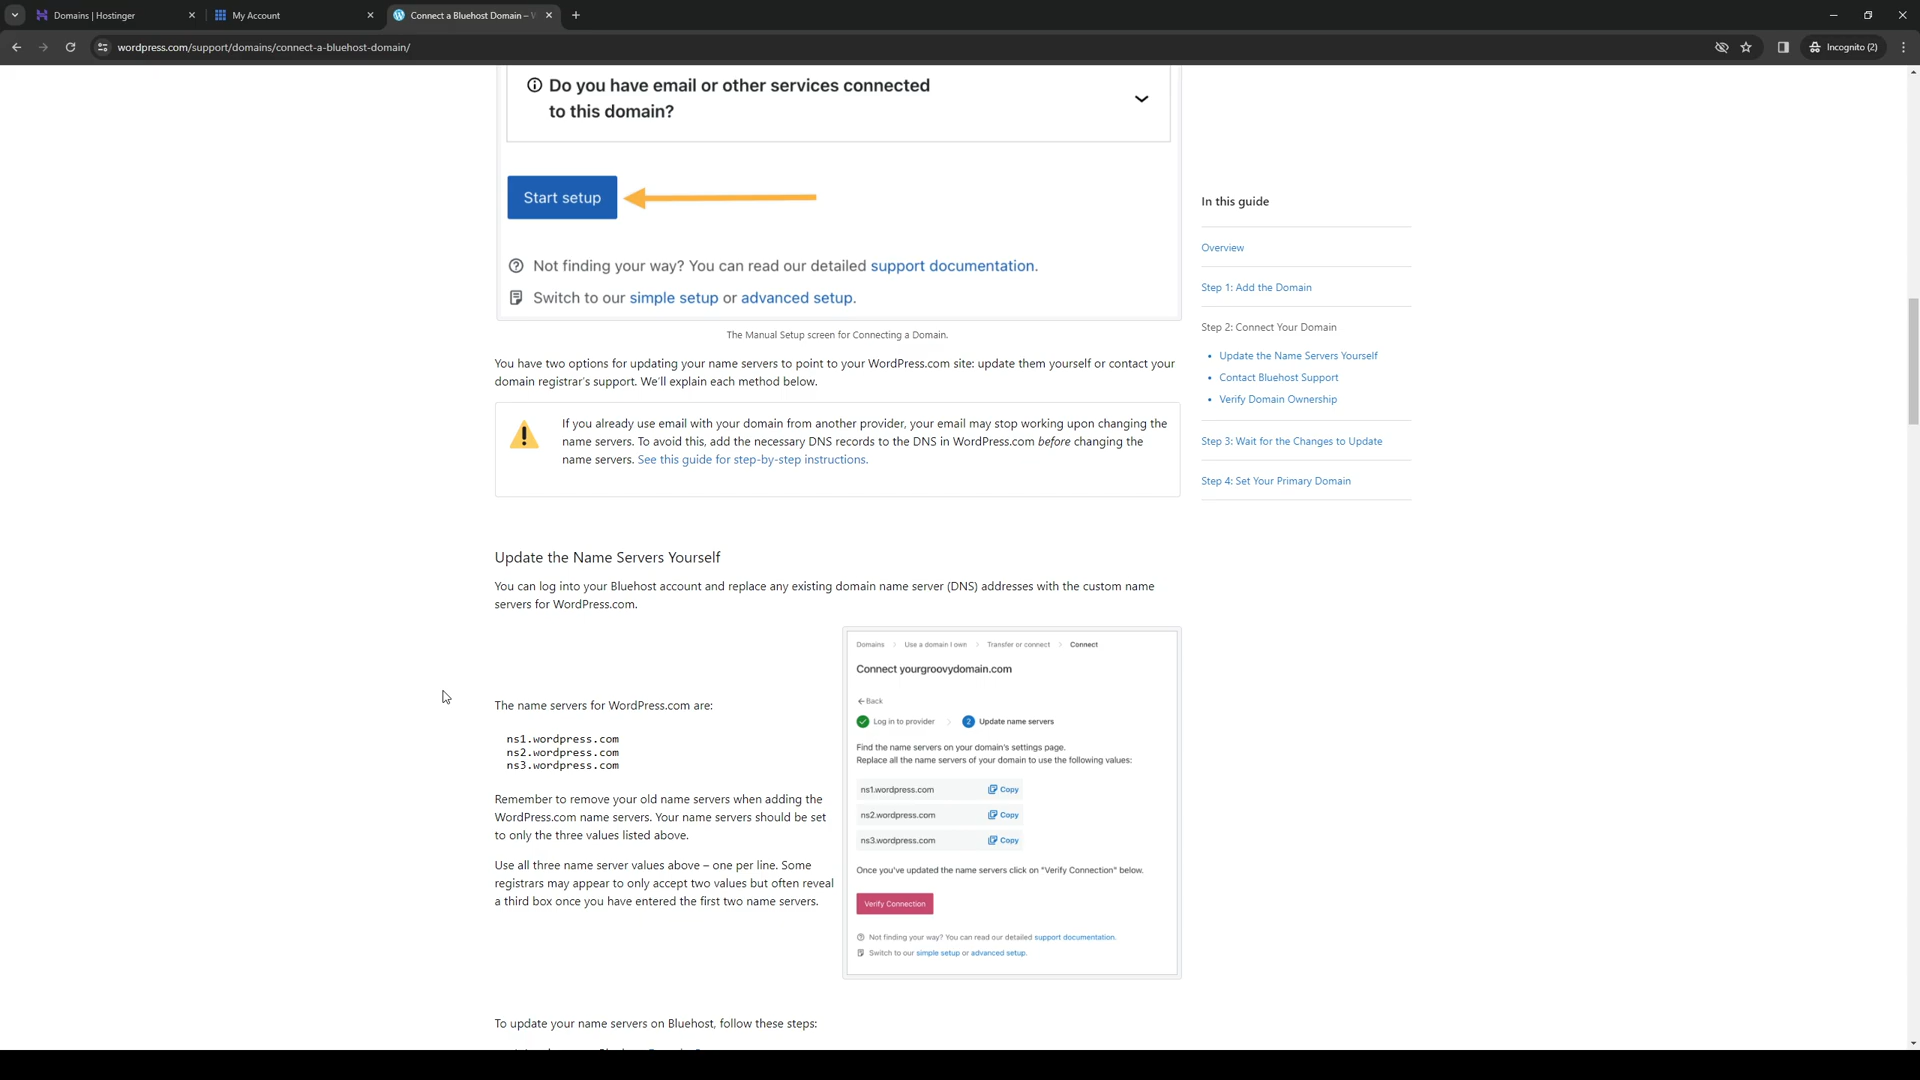 Domains | Hostinger
My Account
Connect a Bluehost Domain –
wordpress.com/support/domains/connect-a-bluehost-domain/
Incognito (2)
Do you have email or other services connected
to this domain?
Start setup
Not finding your way? You can read our detailed support documentation.
Switch to our simple setup or advanced setup.
The Manual Setup screen for Connecting a Domain.
You have two options for updating your name servers to point to your WordPress.com site: update them yourself or contact your
domain registrar's support. We'll explain each method below.
If you already use email with your domain from another provider, your email may stop working upon changing the
name servers. To avoid this, add the necessary DNS records to the DNS in WordPress.com before changing the
name servers. See this guide for step-by-step instructions.
Update the Name Servers Yourself
You can log into your Bluehost account and replace any existing domain name server (DNS) addresses with the custom name
servers for WordPress.com.
The name servers for WordPress.com are:
ns1.wordpress.com
ns2.wordpress.com
ns3.wordpress.com
Remember to remove your old name servers when adding the
WordPress.com name servers. Your name servers should be set
to only the three values listed above.
Use all three name server values above – one per line. Some
registrars may appear to only accept two values but often reveal
a third box once you have entered the first two name servers.
Domains > Use a domain I own > Transfer or connect > Connect
Connect yourgroovydomain.com
Back
Log in to provider > 2 Update name servers
Find the name servers on your domain's settings page.
Replace all the name servers of your domain to use the following values:
ns1.wordpress.com Copy
ns2.wordpress.com Copy
ns3.wordpress.com Copy
Once you've updated the name servers click on "Verify Connection" below.
Verify Connection
Not finding your way? You can read our detailed support documentation.
Switch to our simple setup or advanced setup.
To update your name servers on Bluehost, follow these steps:
In this guide
Overview
Step 1: Add the Domain
Step 2: Connect Your Domain
• Update the Name Servers Yourself
• Contact Bluehost Support
• Verify Domain Ownership
Step 3: Wait for the Changes to Update
Step 4: Set Your Primary Domain